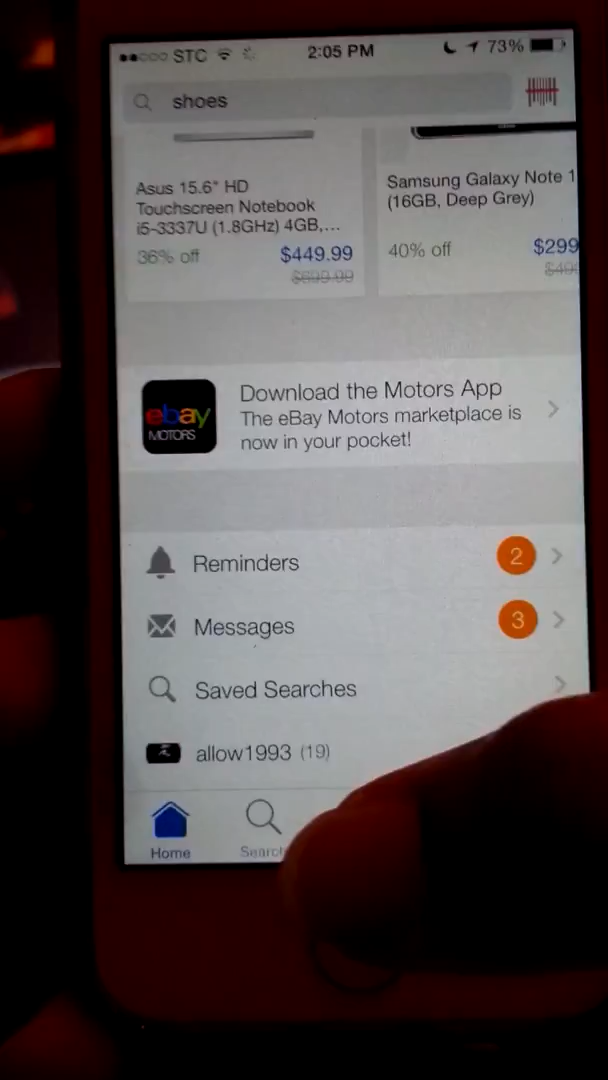 STC 2:05 PM 73%
shoes
Asus 15.6" HD
Touchscreen Notebook
i5-3337U (1.8GHz) 4GB,...
36% off $449.99
$699.99
Samsung Galaxy Note 1
(16GB, Deep Grey)
40% off $299
ebay
MOTORS
Download the Motors App
The eBay Motors marketplace is
now in your pocket!
Reminders 2
Messages 3
Saved Searches
allow1993 (19)
Home Search